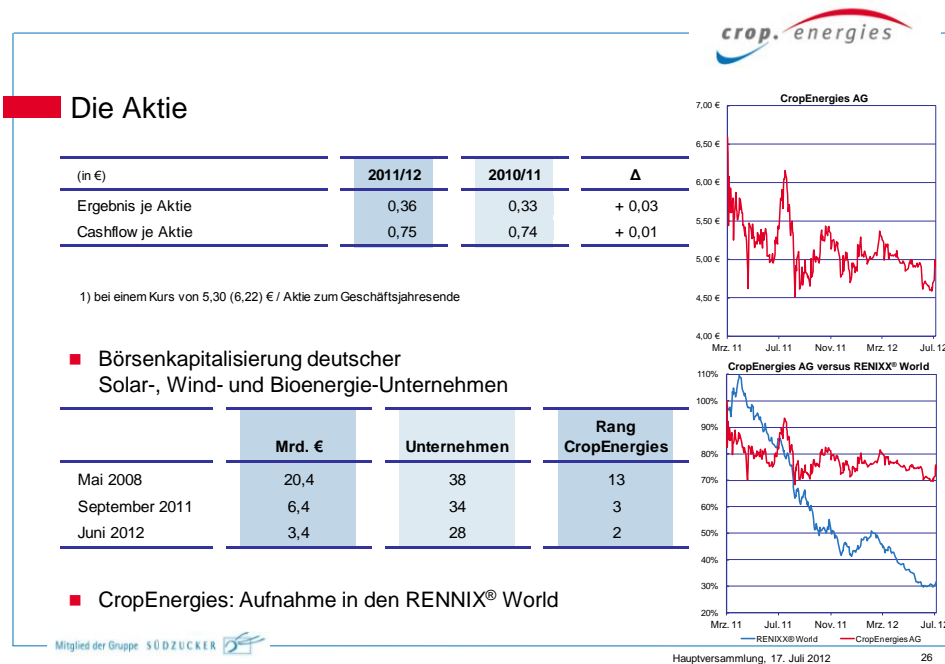 crop. energies
Die Aktie
(in €) 2011/12 2010/11 Δ
Ergebnis je Aktie 0,36 0,33 + 0,03
Cashflow je Aktie 0,75 0,74 + 0,01
1) bei einem Kurs von 5,30 (6,22) € / Aktie zum Geschäftsjahresende
Börsenkapitalisierung deutscher
Solar-, Wind- und Bioenergie-Unternehmen
Mrd. € Unternehmen Rang
CropEnergies
Mai 2008 20,4 38 13
September 2011 6,4 34 3
Juni 2012 3,4 28 2
CropEnergies: Aufnahme in den RENNIX® World
CropEnergies AG
7,00 €
6,50 €
6,00 €
5,50 €
5,00 €
4,50 €
4,00 €
Mrz. 11 Jul. 11 Nov. 11 Mrz. 12 Jul. 12
CropEnergies AG versus RENIXX® World
110%
100%
90%
80%
70%
60%
50%
40%
30%
20%
Mrz. 11 Jul. 11 Nov. 11 Mrz. 12 Jul. 12
RENIXX® World CropEnergies AG
Mitglied der Gruppe SÜDZUCKER
Hauptversammlung, 17. Juli 2012 26